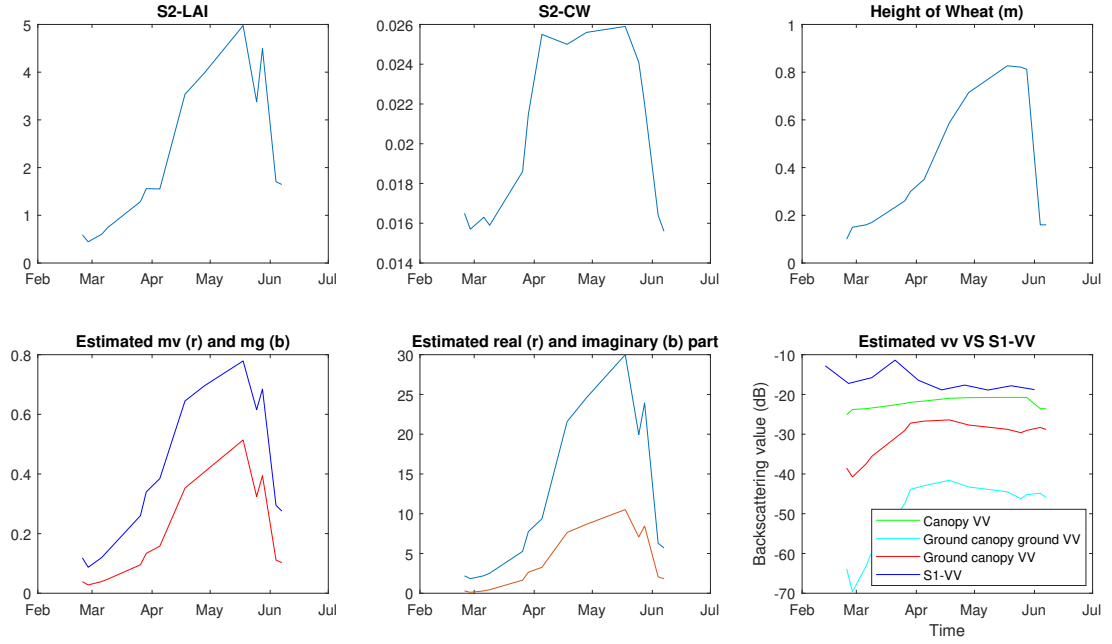 S2-LAI
5
4
3
2
1
0
Feb Mar Apr May Jun Jul
S2-CW
0.026
0.024
0.022
0.02
0.018
0.016
0.014
Feb Mar Apr May Jun Jul
Height of Wheat (m)
1
0.8
0.6
0.4
0.2
0
Feb Mar Apr May Jun Jul
Estimated mv (r) and mg (b)
0.8
0.6
0.4
0.2
0
Feb Mar Apr May Jun Jul
Estimated real (r) and imaginary (b) part
30
25
20
15
10
5
0
Feb Mar Apr May Jun Jul
Estimated vv VS S1-VV
Backscattering value (dB)
-10
-20
-30
-40
-50
-60
-70
Canopy VV
Ground canopy ground VV
Ground canopy VV
S1-VV
Feb Mar Apr May Jun Jul
Time